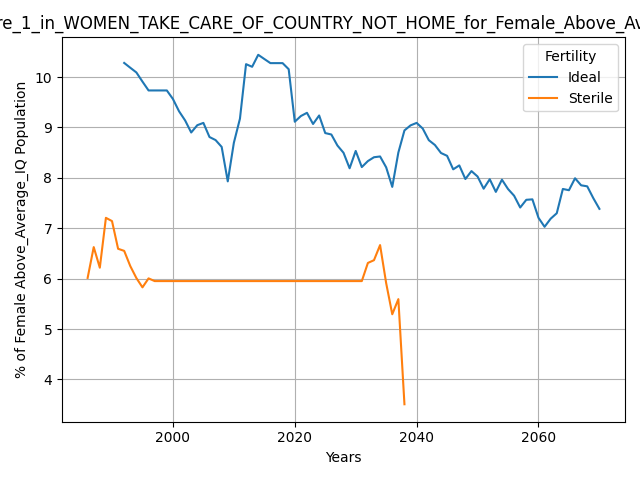 re_1_in_WOMEN_TAKE_CARE_OF_COUNTRY_NOT_HOME_for_Female_Above_Av
Fertility
Ideal
Sterile
% of Female Above_Average_IQ Population
10
9
8
7
6
5
4
2000 2020 2040 2060
Years